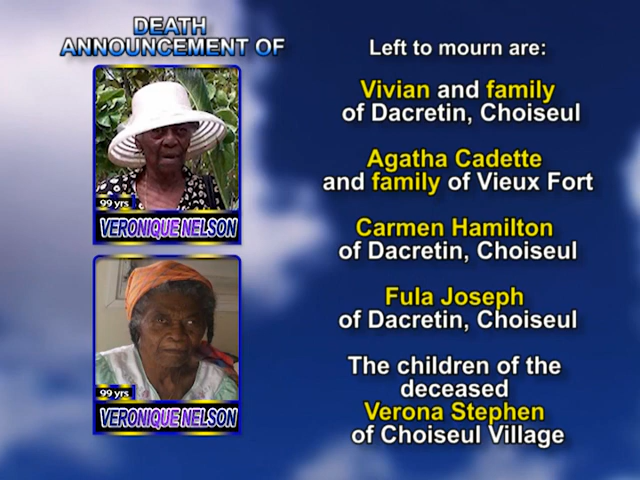 DEATH
ANNOUNCEMENT OF
99 yrs
VERONIQUE NELSON
99 yrs
VERONIQUE NELSON
Left to mourn are:
Vivian and family
of Dacretin, Choiseul
Agatha Cadette
and family of Vieux Fort
Carmen Hamilton
of Dacretin, Choiseul
Fula Joseph
of Dacretin, Choiseul
The children of the
deceased
Verona Stephen
of Choiseul Village